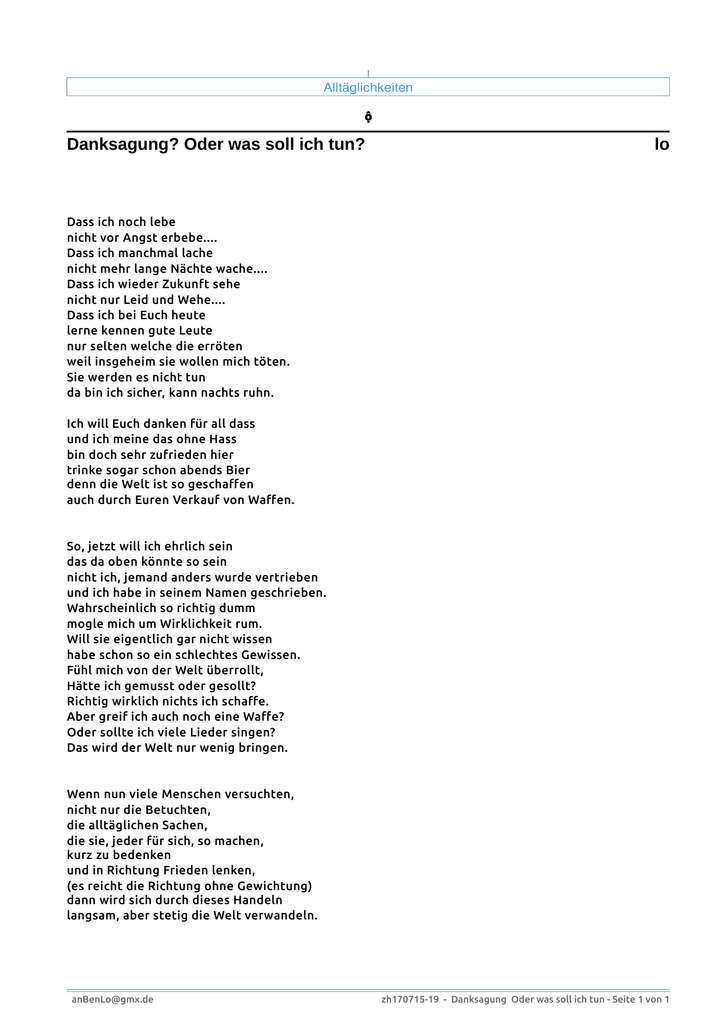 Alltäglichkeiten
Danksagung? Oder was soll ich tun? lo
Dass ich noch lebe
nicht vor Angst erbebe....
Dass ich manchmal lache
nicht mehr lange Nächte wache....
Dass ich wieder Zukunft sehe
nicht nur Leid und Wehe....
Dass ich bei Euch heute
lerne kennen gute Leute
nur selten welche die erröten
weil insgeheim sie wollen mich töten.
Sie werden es nicht tun
da bin ich sicher, kann nachts ruhn.
Ich will Euch danken für all dass
und ich meine das ohne Hass
bin doch sehr zufrieden hier
trinke sogar schon abends Bier
denn die Welt ist so geschaffen
auch durch Euren Verkauf von Waffen.
So, jetzt will ich ehrlich sein
das da oben könnte so sein
nicht ich, jemand anders wurde vertrieben
und ich habe in seinem Namen geschrieben.
Wahrscheinlich so richtig dumm
mogle mich um Wirklichkeit rum.
Will sie eigentlich gar nicht wissen
habe schon so ein schlechtes Gewissen.
Fühl mich von der Welt überrollt,
Hätte ich gemusst oder gesollt?
Richtig wirklich nichts ich schaffe.
Aber greif ich auch noch eine Waffe?
Oder sollte ich viele Lieder singen?
Das wird der Welt nur wenig bringen.
Wenn nun viele Menschen versuchten,
nicht nur die Betuchten,
die alltäglichen Sachen,
die sie, jeder für sich, so machen,
kurz zu bedenken
und in Richtung Frieden lenken,
(es reicht die Richtung ohne Gewichtung)
dann wird sich durch dieses Handeln
langsam, aber stetig die Welt verwandeln.
anBenLo@gmx.de zh170715-19 - Danksagung Oder was soll ich tun - Seite 1 von 1